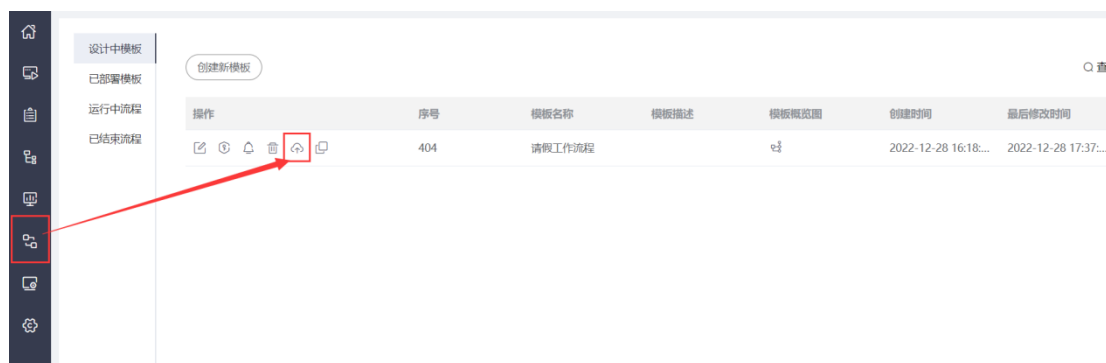 设计中模板
已部署模板
运行中流程
已结束流程
创建新模板
查
操作 序号 模板名称 模板描述 模板概览图 创建时间 最后修改时间
404 请假工作流程 2022-12-28 16:18:... 2022-12-28 17:37:...